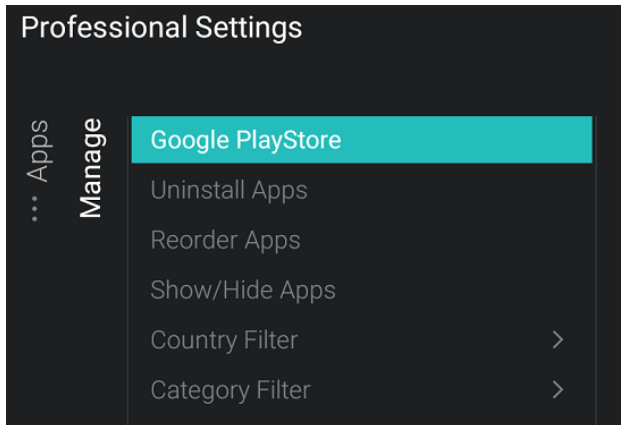 Professional Settings
... Apps
Manage
Google PlayStore
Uninstall Apps
Reorder Apps
Show/Hide Apps
Country Filter
Category Filter